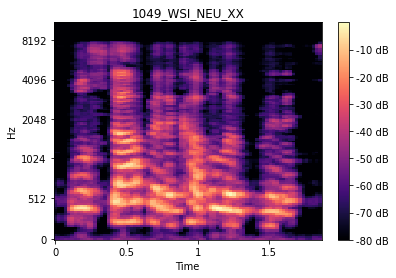 1049_WSI_NEU_XX
8192
4096
2048
1024
512
0
Hz
0
0.5
1
1.5
Time
-10 dB
-20 dB
-30 dB
-40 dB
-50 dB
-60 dB
-70 dB
-80 dB